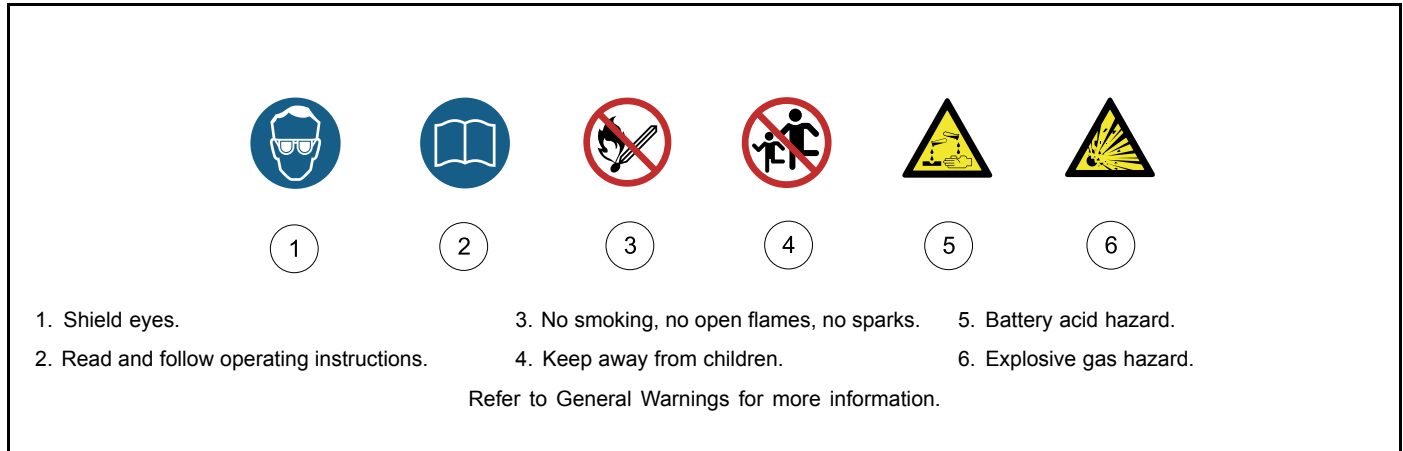 1
2
3
4
5
6
1. Shield eyes.
2. Read and follow operating instructions.
3. No smoking, no open flames, no sparks.
4. Keep away from children.
5. Battery acid hazard.
6. Explosive gas hazard.
Refer to General Warnings for more information.